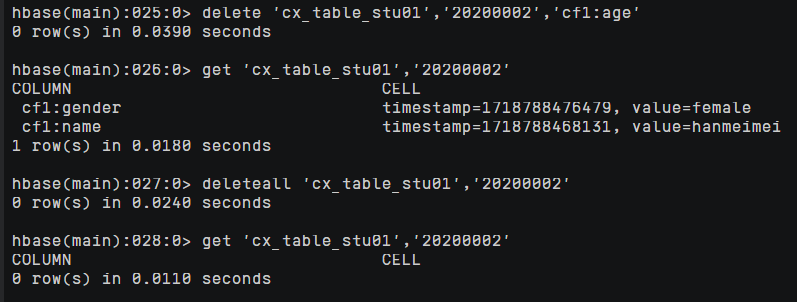 hbase(main):025:0> delete 'cx_table_stu01','20200002','cf1:age'
0 row(s) in 0.0390 seconds
hbase(main):026:0> get 'cx_table_stu01','20200002'
COLUMN CELL
cf1:gender timestamp=1718788476479, value=female
cf1:name timestamp=1718788468131, value=hanmeimei
1 row(s) in 0.0180 seconds
hbase(main):027:0> deleteall 'cx_table_stu01','20200002'
0 row(s) in 0.0240 seconds
hbase(main):028:0> get 'cx_table_stu01','20200002'
COLUMN CELL
0 row(s) in 0.0110 seconds